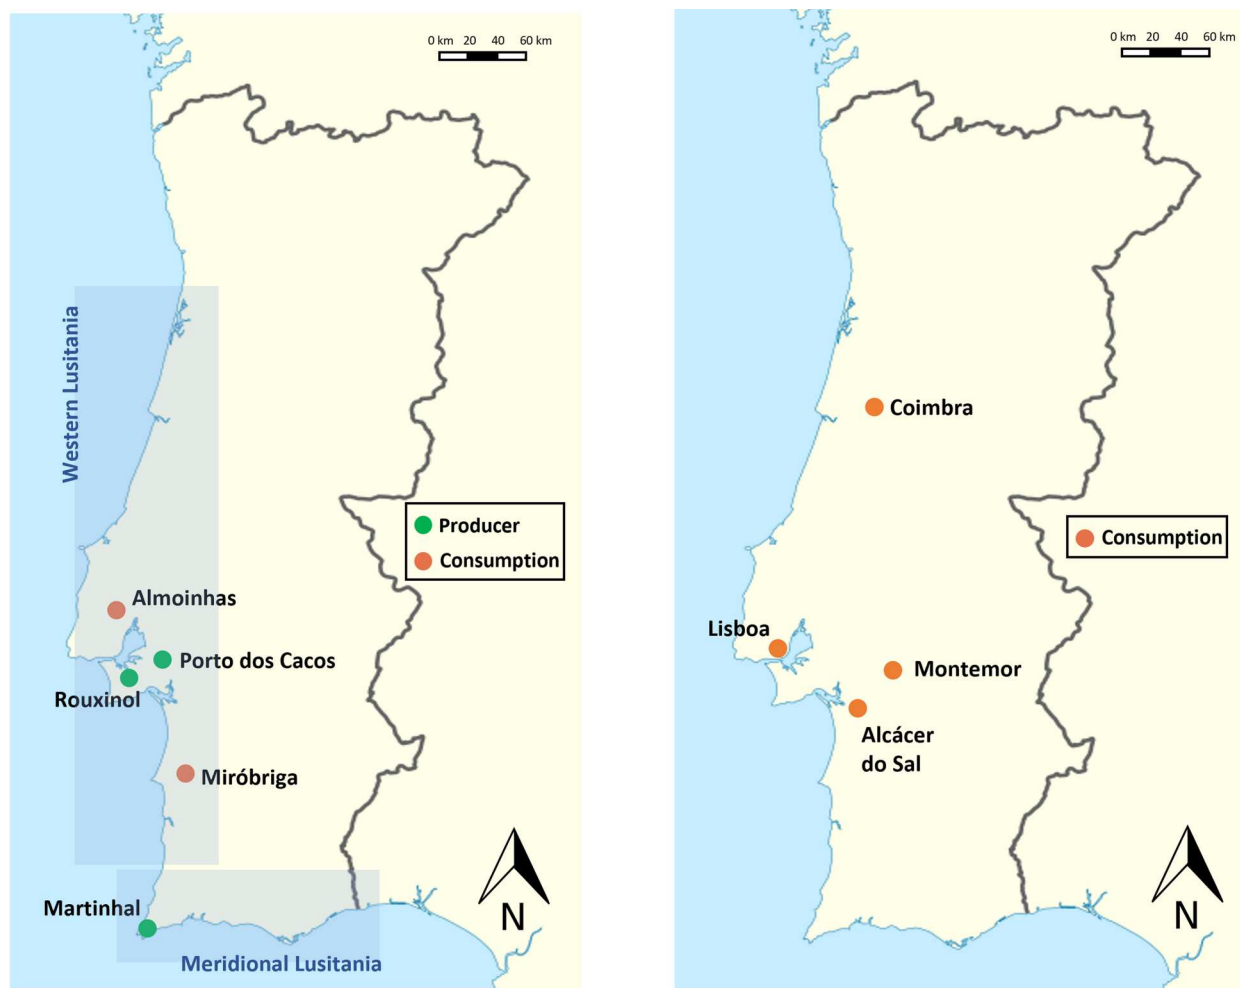 0 km 20 40 60 km
Western Lusitania
Producer
Consumption
Almoinhas
Porto dos Cacos
Rouxinol
Miróbriga
Martinhal
N
Meridional Lusitania
0 km 20 40 60 km
Coimbra
Consumption
Lisboa
Montemor
Alcácer
do Sal
N